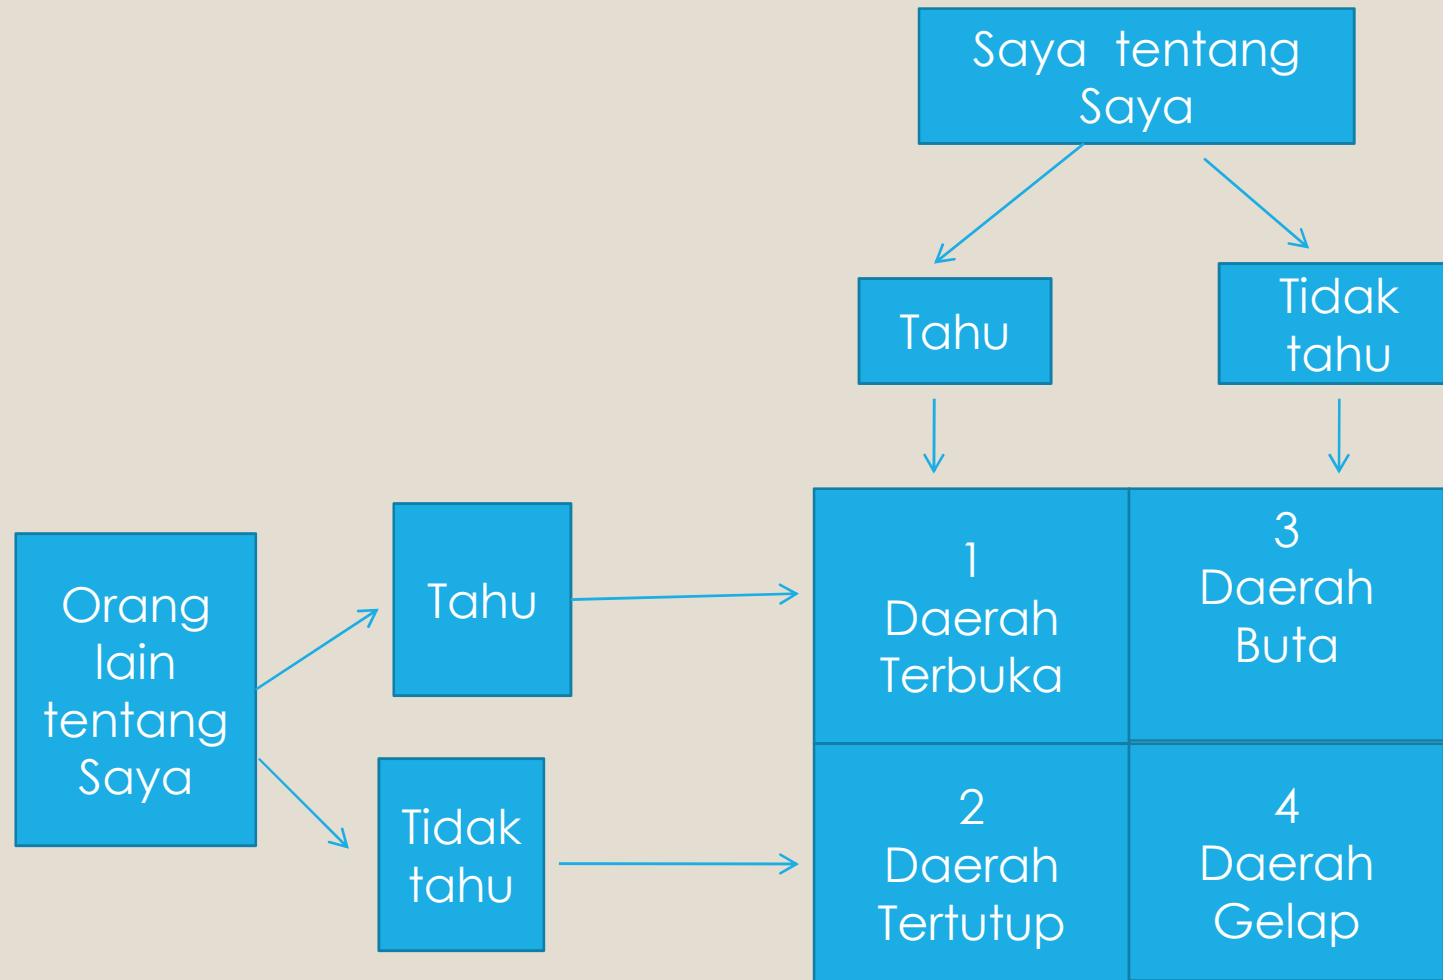 Saya tentang
Saya
Tahu
Tidak
tahu
Orang
lain
tentang
Saya
Tahu
Tidak
tahu
1
Daerah
Terbuka
3
Daerah
Buta
2
Daerah
Tertutup
4
Daerah
Gelap